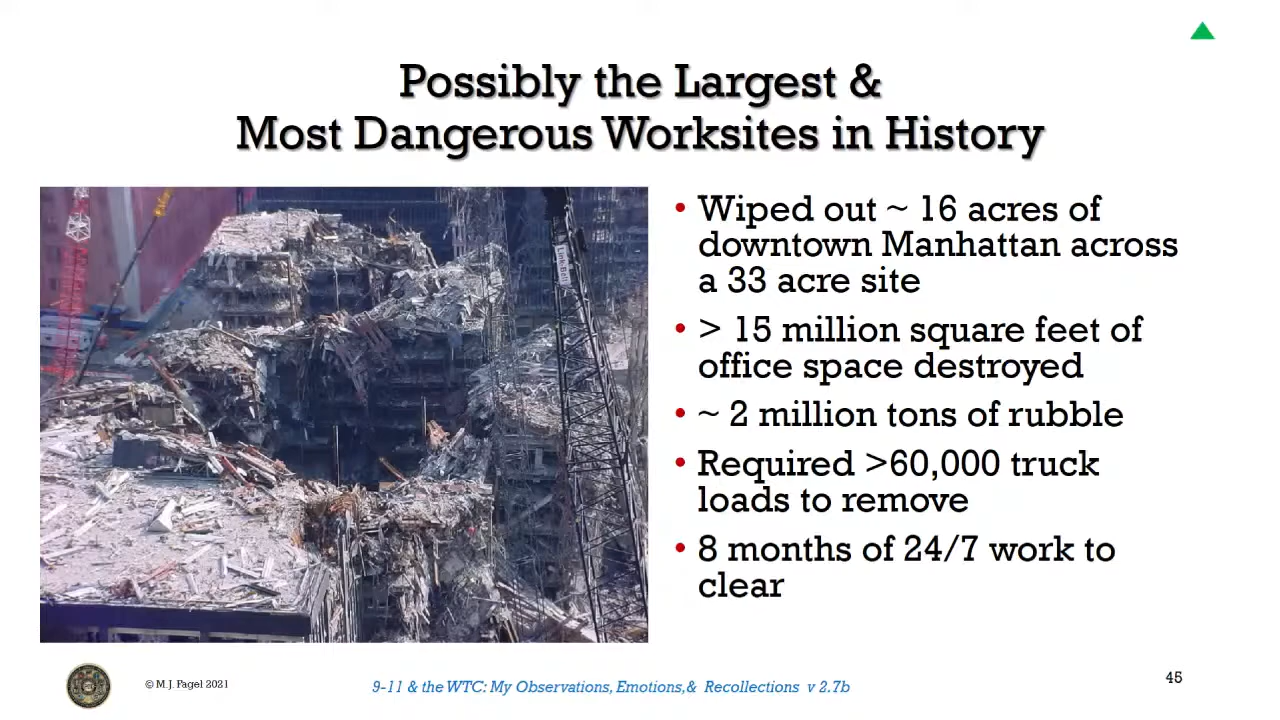 Possibly the Largest &
Most Dangerous Worksites in History
• Wiped out ~ 16 acres of
downtown Manhattan across
a 33 acre site
• > 15 million square feet of
office space destroyed
• ~ 2 million tons of rubble
• Required >60,000 truck
loads to remove
• 8 months of 24/7 work to
clear
Link-Belt
© M.J. Fagel 2021
9-11 & the WTC: My Observations, Emotions,& Recollections v 2.7b
45